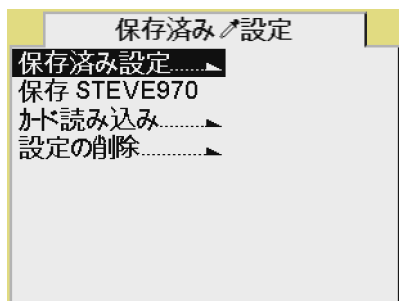 保存済み設定
保存済み設定........
保存 STEVE970
カード読み込み........
設定の削除............